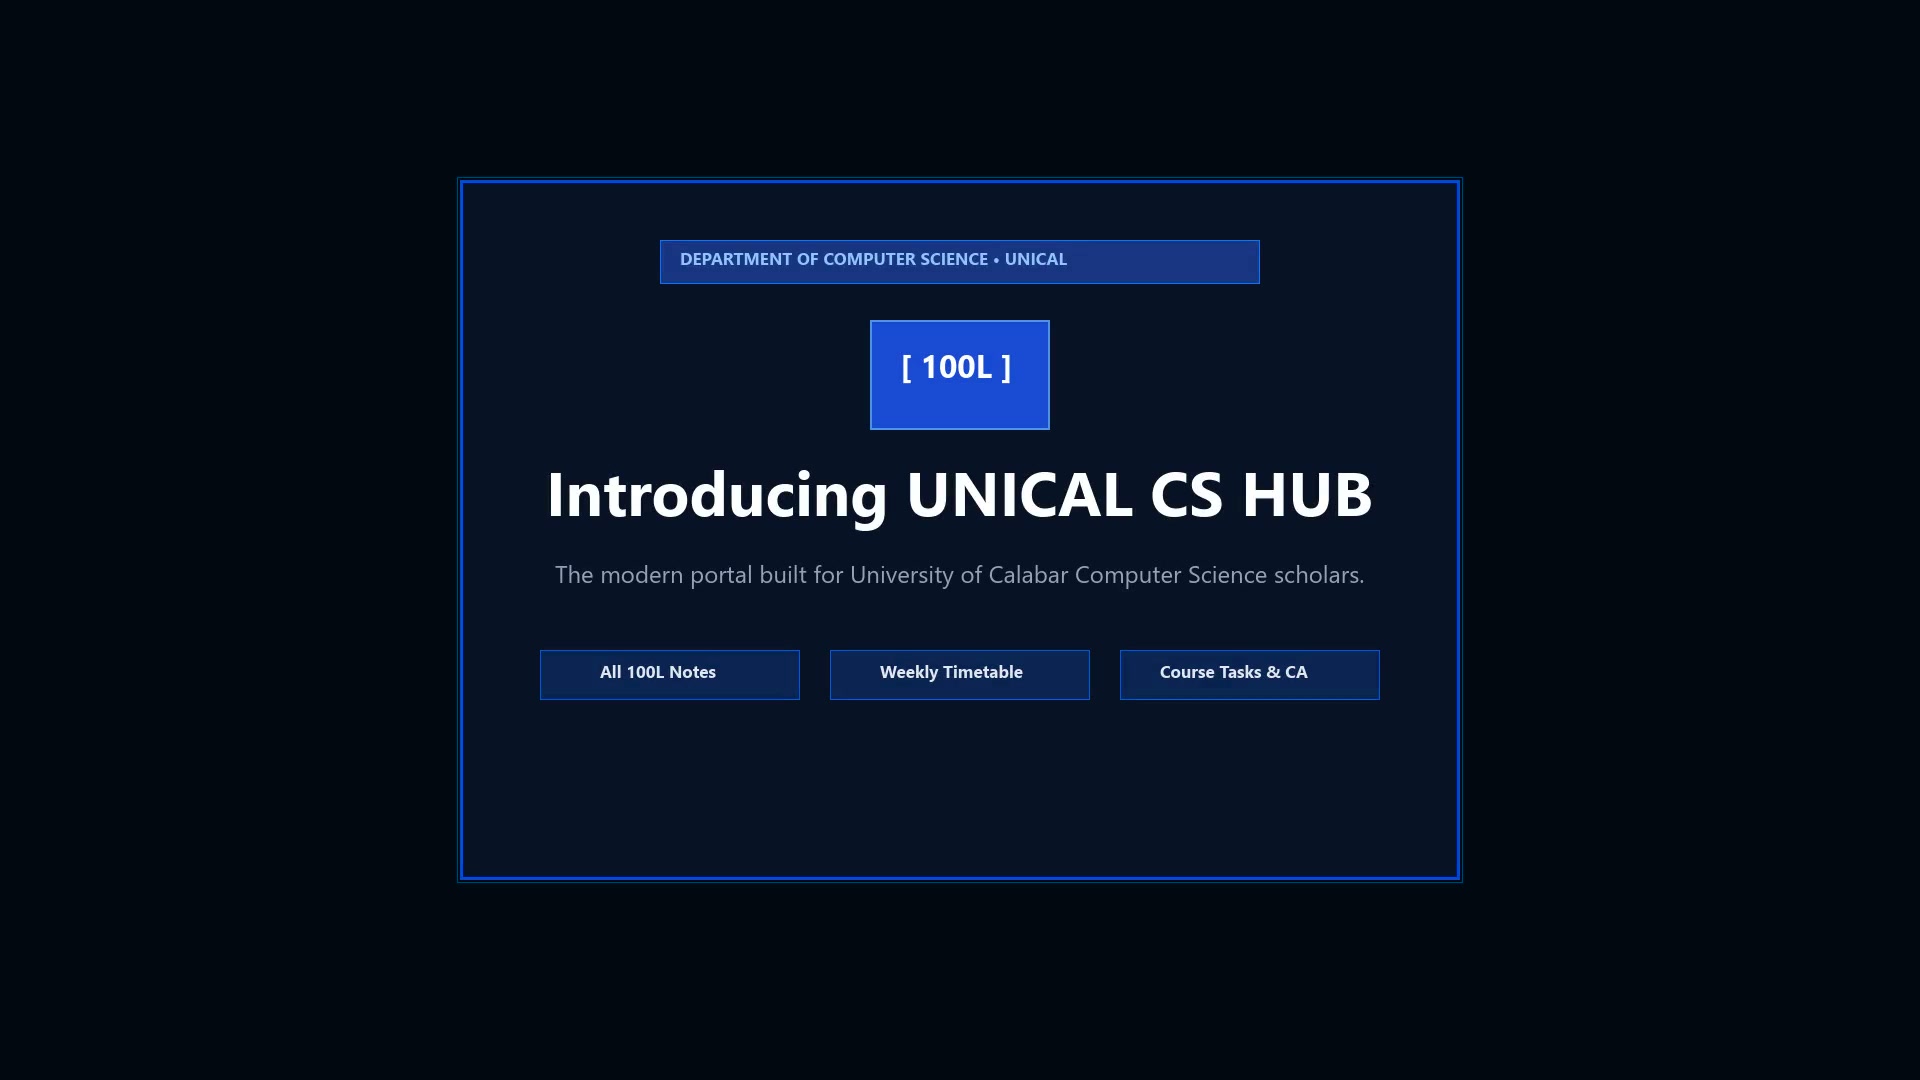 DEPARTMENT OF COMPUTER SCIENCE • UNICAL
[ 100L ]
Introducing UNICAL CS HUB
The modern portal built for University of Calabar Computer Science scholars.
All 100L Notes
Weekly Timetable
Course Tasks & CA